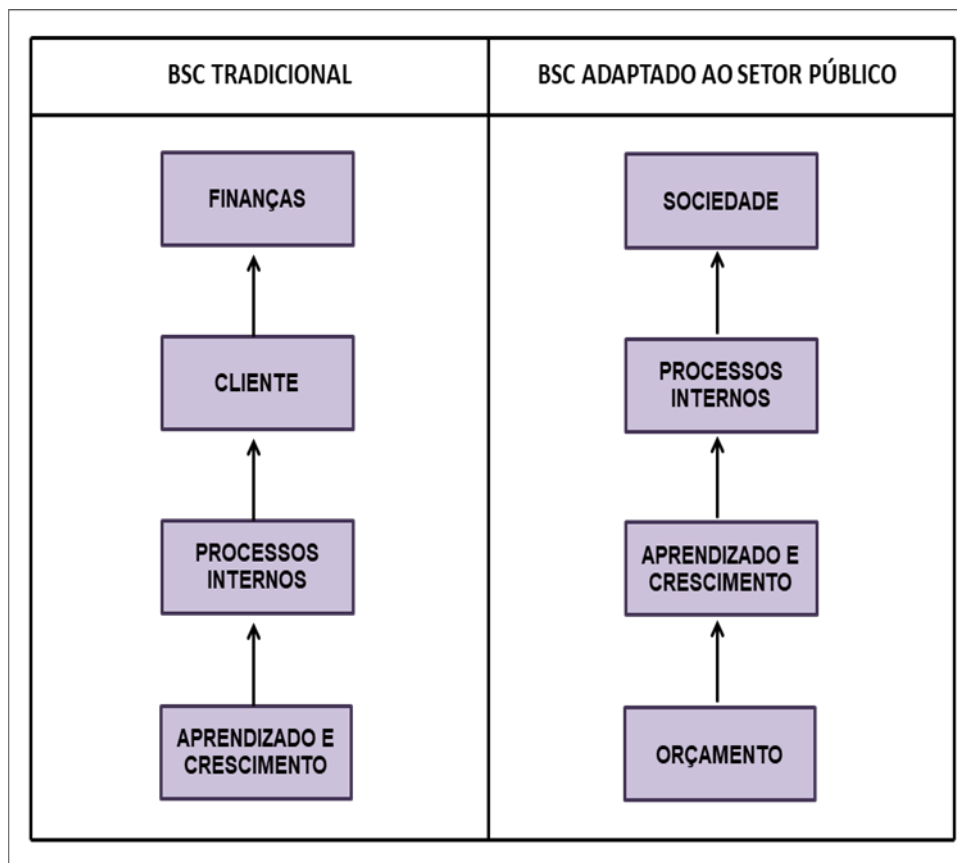 BSC TRADICIONAL
FINANÇAS
CLIENTE
PROCESSOS
INTERNOS
APRENDIZADO E
CRESCIMENTO
BSC ADAPTADO AO SETOR PÚBLICO
SOCIEDADE
PROCESSOS
INTERNOS
APRENDIZADO E
CRESCIMENTO
ORÇAMENTO